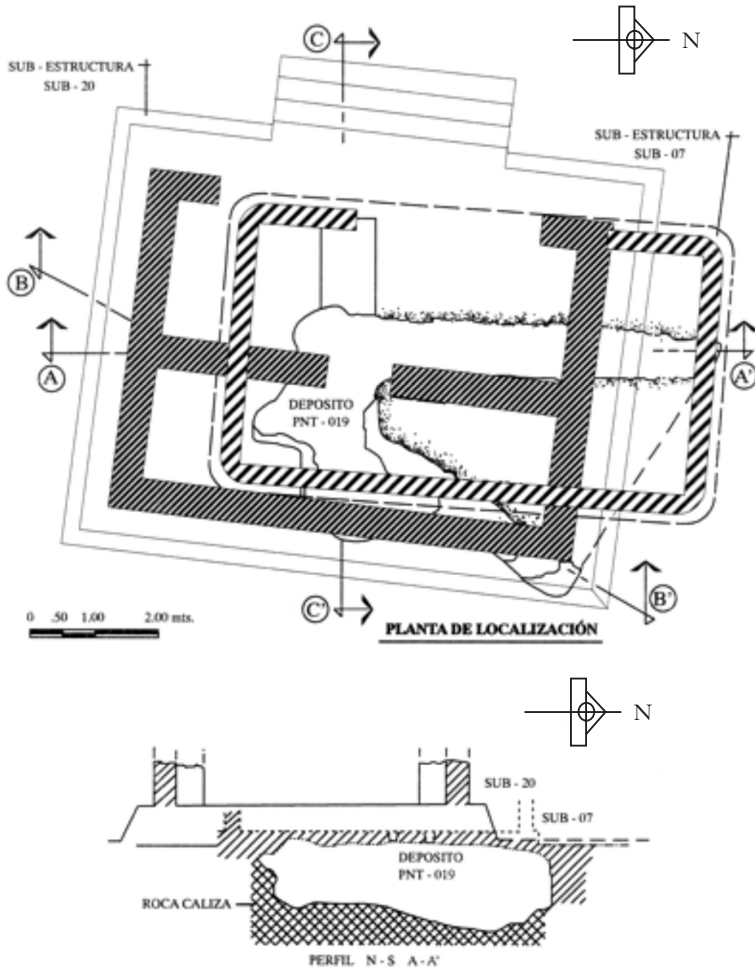 C
N
SUB - ESTRUCTURA
SUB - 20
SUB - ESTRUCTURA
SUB - 07
B
A
A'
DEPOSITO
PNT - 019
C'
B'
0 .50 1.00 2.00 mts.
PLANTA DE LOCALIZACIÓN
N
SUB - 20
SUB - 07
DEPOSITO
PNT - 019
ROCA CALIZA
PERFIL N - S A - A'